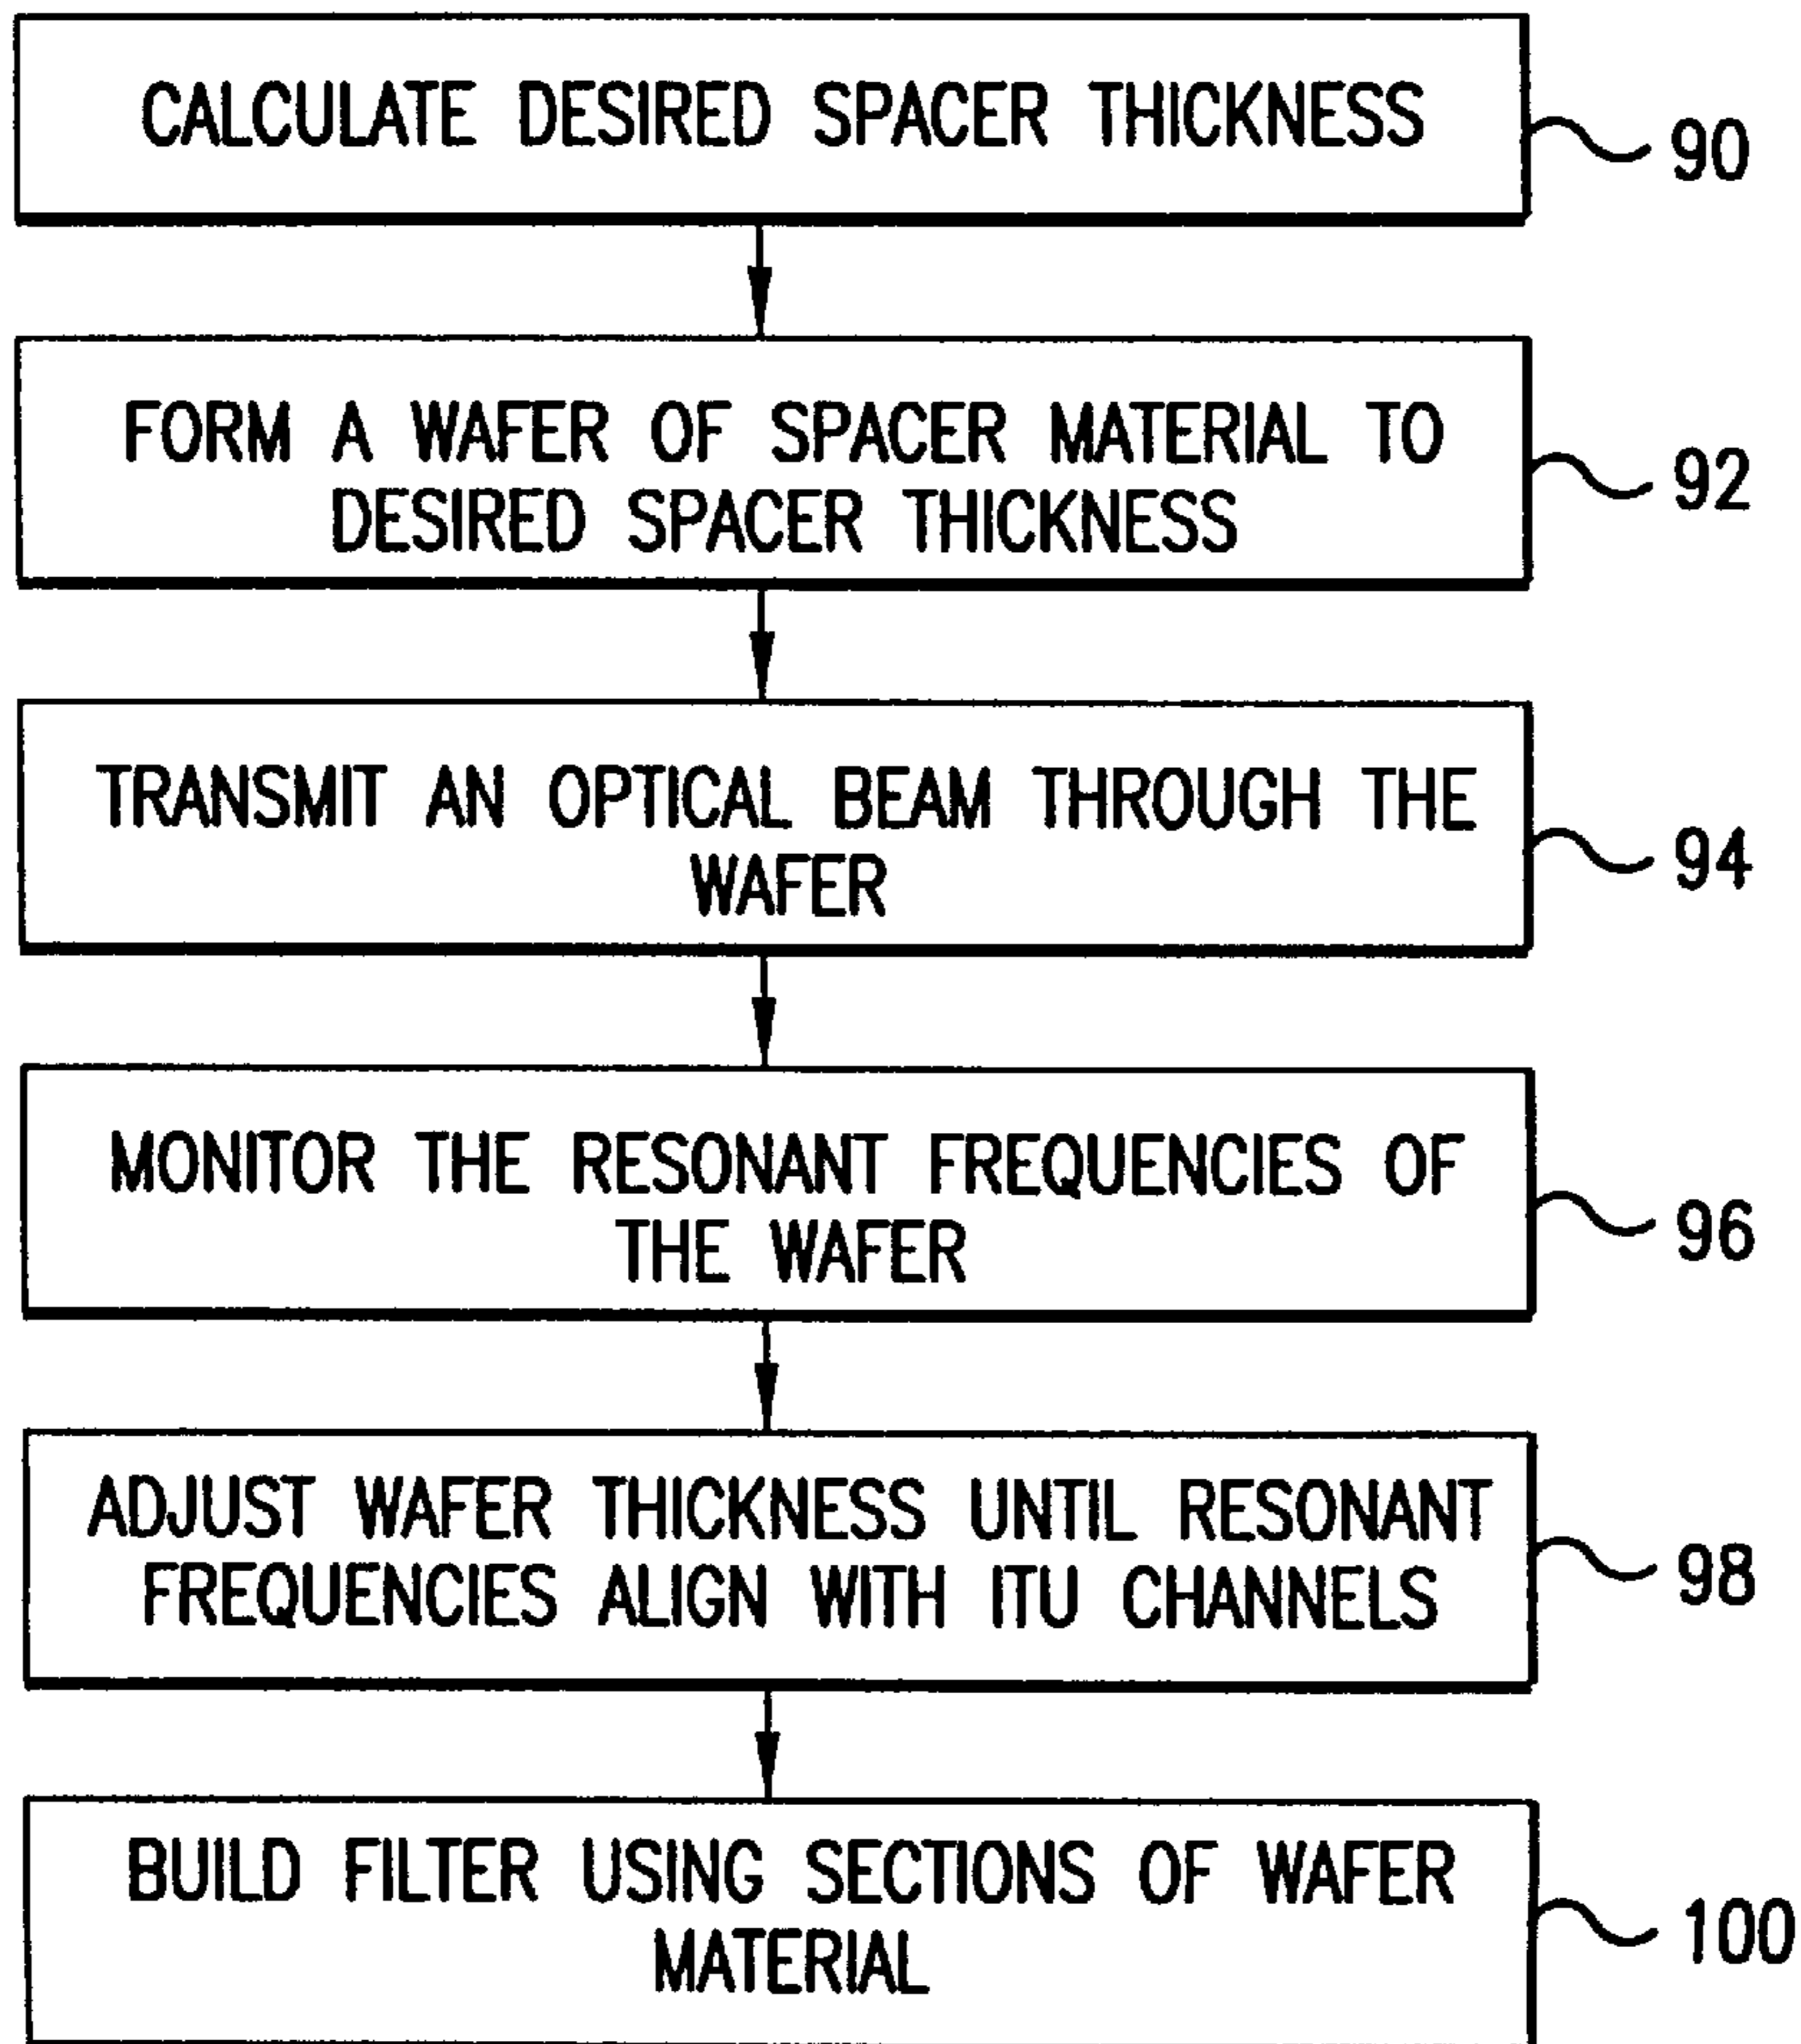 CALCULATE DESIRED SPACER THICKNESS
90
FORM A WAFER OF SPACER MATERIAL TO
DESIRED SPACER THICKNESS
92
TRANSMIT AN OPTICAL BEAM THROUGH THE
WAFER
94
MONITOR THE RESONANT FREQUENCIES OF
THE WAFER
96
ADJUST WAFER THICKNESS UNTIL RESONANT
FREQUENCIES ALIGN WITH ITU CHANNELS
98
BUILD FILTER USING SECTIONS OF WAFER
MATERIAL
100